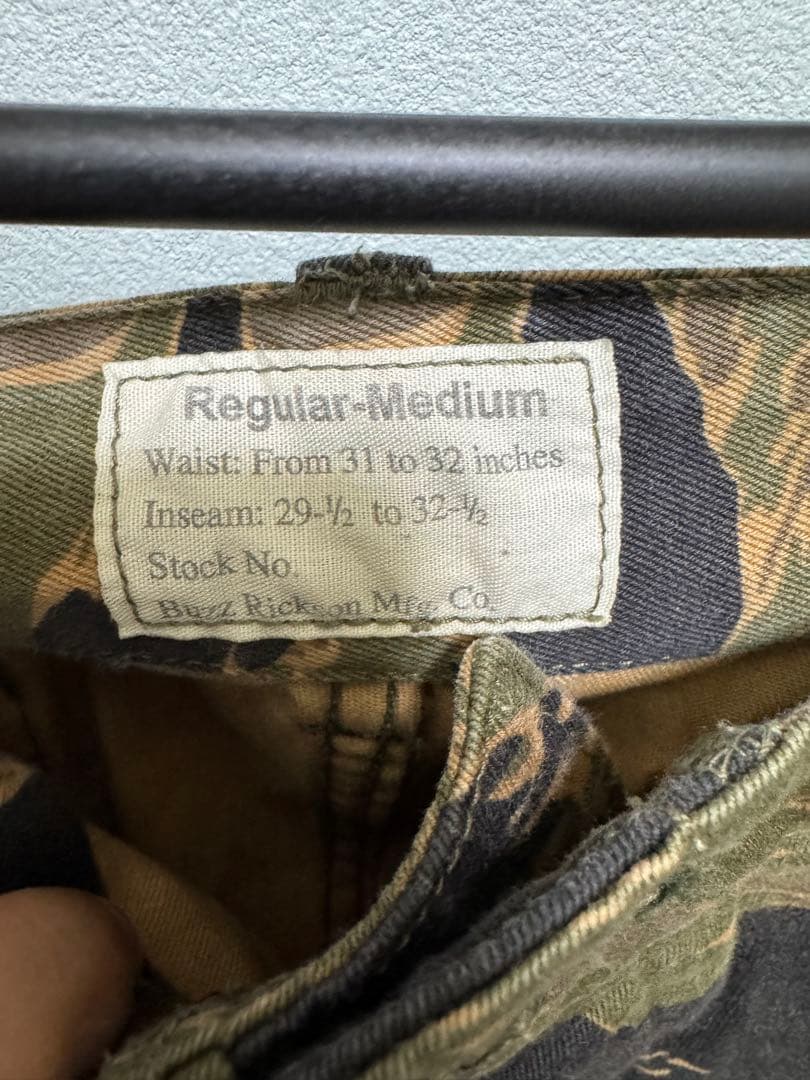 Regular-Medium
Waist: From 31 to 32 inches
Inseam: 29-½ to 32-½
Stock No.
Buzz Rickson Mfg. Co.